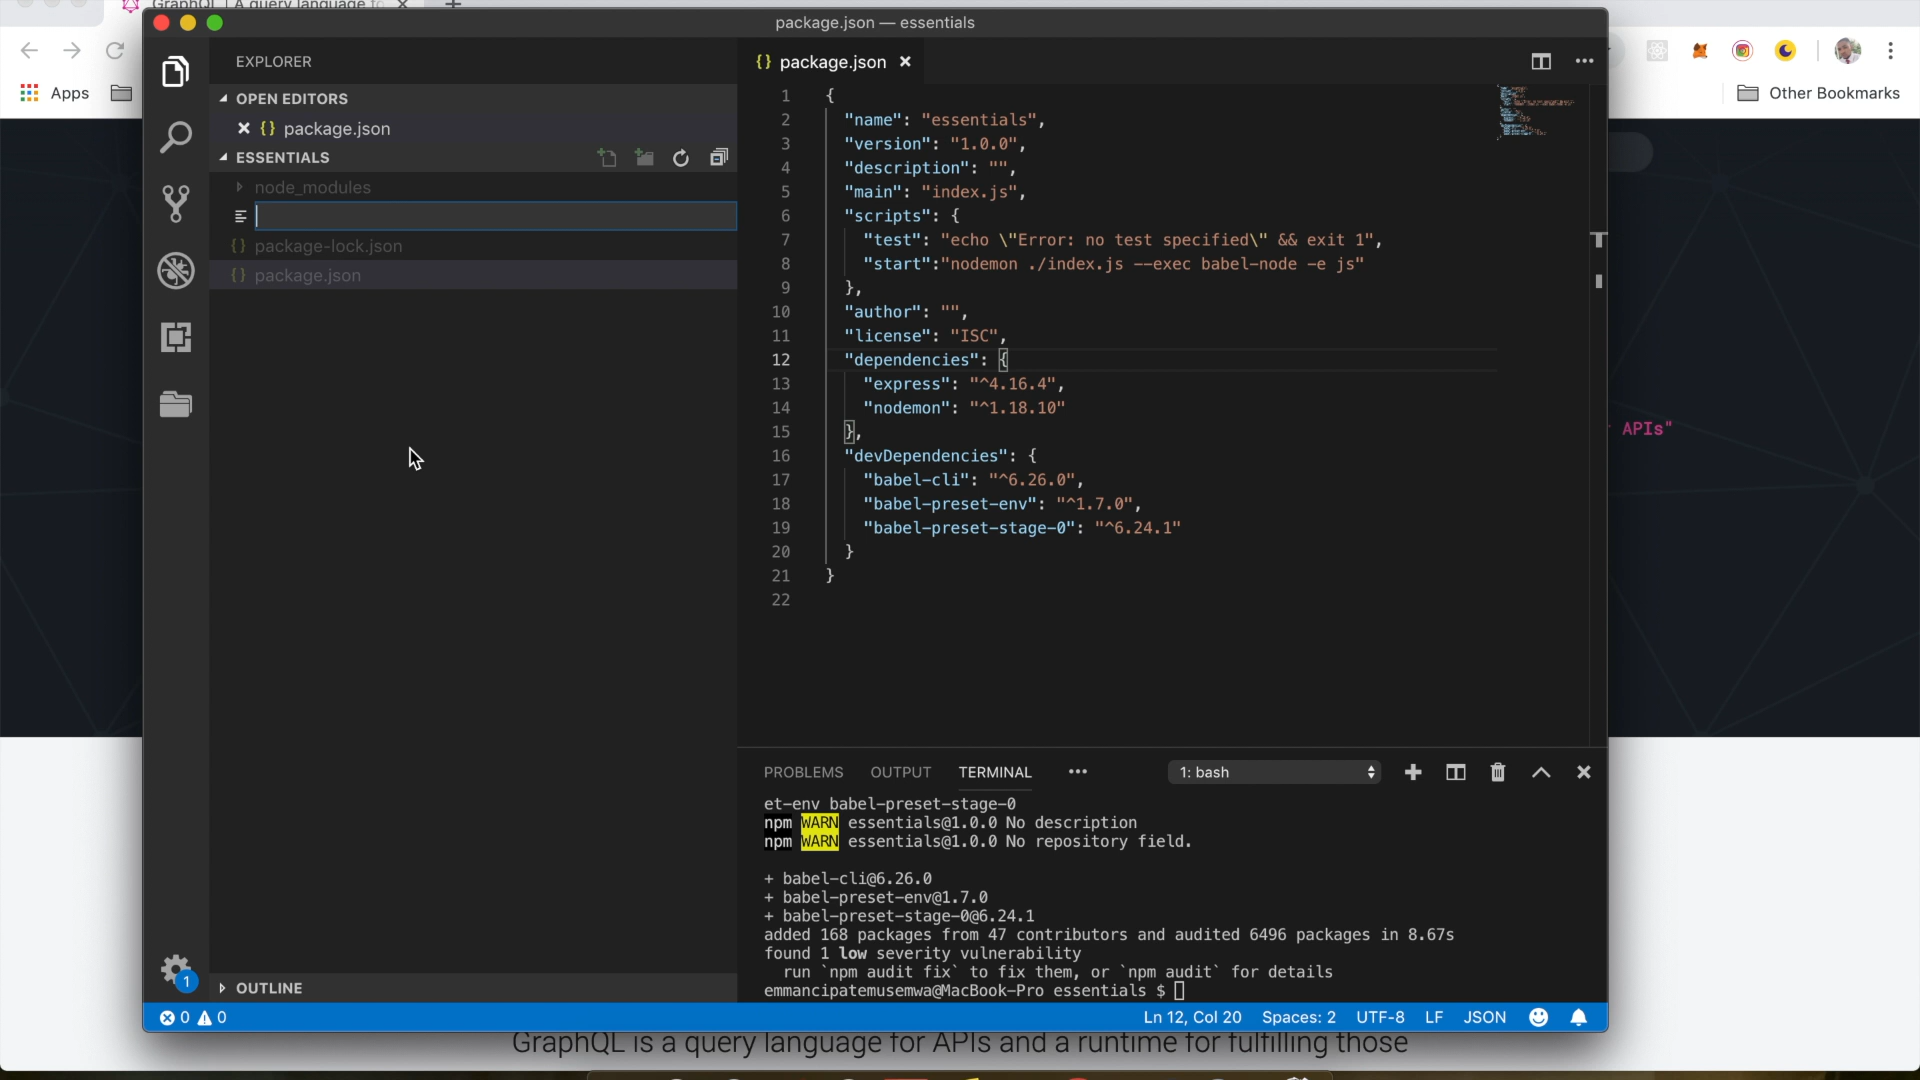 GraphQL | A query language fo
package.json — essentials
Apps
Other Bookmarks
EXPLORER
OPEN EDITORS
{} package.json
ESSENTIALS
node_modules
{} package-lock.json
{} package.json
OUTLINE
{} package.json
1 {
2 "name": "essentials",
3 "version": "1.0.0",
4 "description": "",
5 "main": "index.js",
6 "scripts": {
7 "test": "echo \"Error: no test specified\" && exit 1",
8 "start":"nodemon ./index.js --exec babel-node -e js"
9 },
10 "author": "",
11 "license": "ISC",
12 "dependencies": {
13 "express": "^4.16.4",
14 "nodemon": "^1.18.10"
15 },
16 "devDependencies": {
17 "babel-cli": "^6.26.0",
18 "babel-preset-env": "^1.7.0",
19 "babel-preset-stage-0": "^6.24.1"
20 }
21 }
22
APIs"
PROBLEMS OUTPUT TERMINAL ••• 1: bash
et-env babel-preset-stage-0
npm WARN essentials@1.0.0 No description
npm WARN essentials@1.0.0 No repository field.
+ babel-cli@6.26.0
+ babel-preset-env@1.7.0
+ babel-preset-stage-0@6.24.1
added 168 packages from 47 contributors and audited 6496 packages in 8.67s
found 1 low severity vulnerability
run `npm audit fix` to fix them, or `npm audit` for details
emmancipatemusemwa@MacBook-Pro essentials $
1
0 0 Ln 12, Col 20 Spaces: 2 UTF-8 LF JSON
GraphQL is a query language for APIs and a runtime for fulfilling those